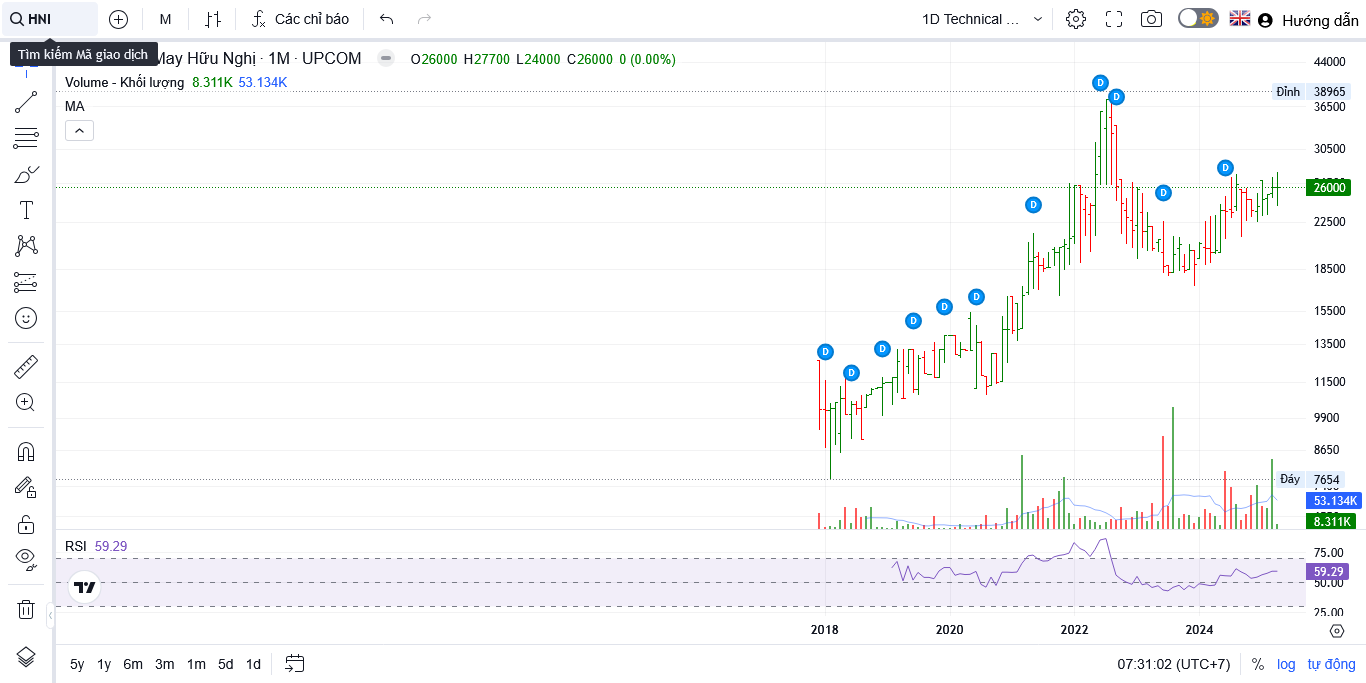 HNI
M
Các chỉ báo
1D Technical ...
Hướng dẫn
Tìm kiếm Mã giao dịch
May Hữu Nghị · 1M · UPCOM
O26000 H27700 L24000 C26000 0 (0.00%)
Volume - Khối lượng 8.311K 53.134K
MA
44000
Đỉnh 38965
36500
30500
26000
22500
18500
15500
13500
11500
9900
8650
Đáy 7654
53.134K
8.311K
D
D
D
D
D
D
D
D
D
D
D
RSI 59.29
75.00
59.29
50.00
25.00
2018 2020 2022 2024
5y 1y 6m 3m 1m 5d 1d
07:31:02 (UTC+7)
% log tự động